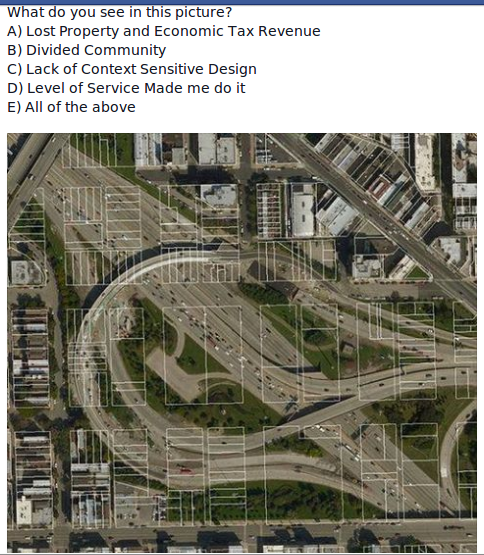 What do you see in this picture?
A) Lost Property and Economic Tax Revenue
B) Divided Community
C) Lack of Context Sensitive Design
D) Level of Service Made me do it
E) All of the above